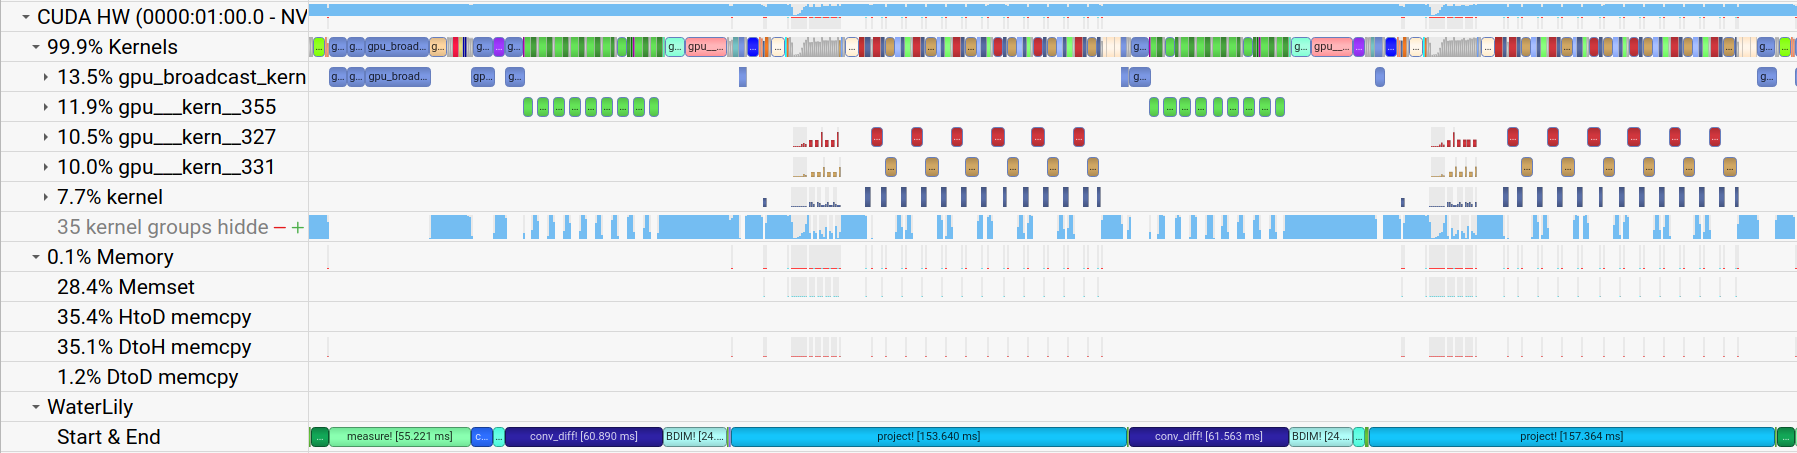 CUDA HW (0000:01:00.0 - NV
99.9% Kernels
g... g... gpu_broad... g... g... g... g... gpu__... g... g... gpu__... g...
13.5% gpu_broadcast_kern
g... g... gpu_broad... gp... g... g... g...
11.9% gpu___kern__355
10.5% gpu___kern__327
10.0% gpu___kern__331
7.7% kernel
35 kernel groups hidde − +
0.1% Memory
28.4% Memset
35.4% HtoD memcpy
35.1% DtoH memcpy
1.2% DtoD memcpy
WaterLily
Start & End
... measure! [55.221 ms] c... ... conv_diff! [60.890 ms] BDIM! [24.... project! [153.640 ms] conv_diff! [61.563 ms] BDIM! [24.... ... project! [157.364 ms] ...